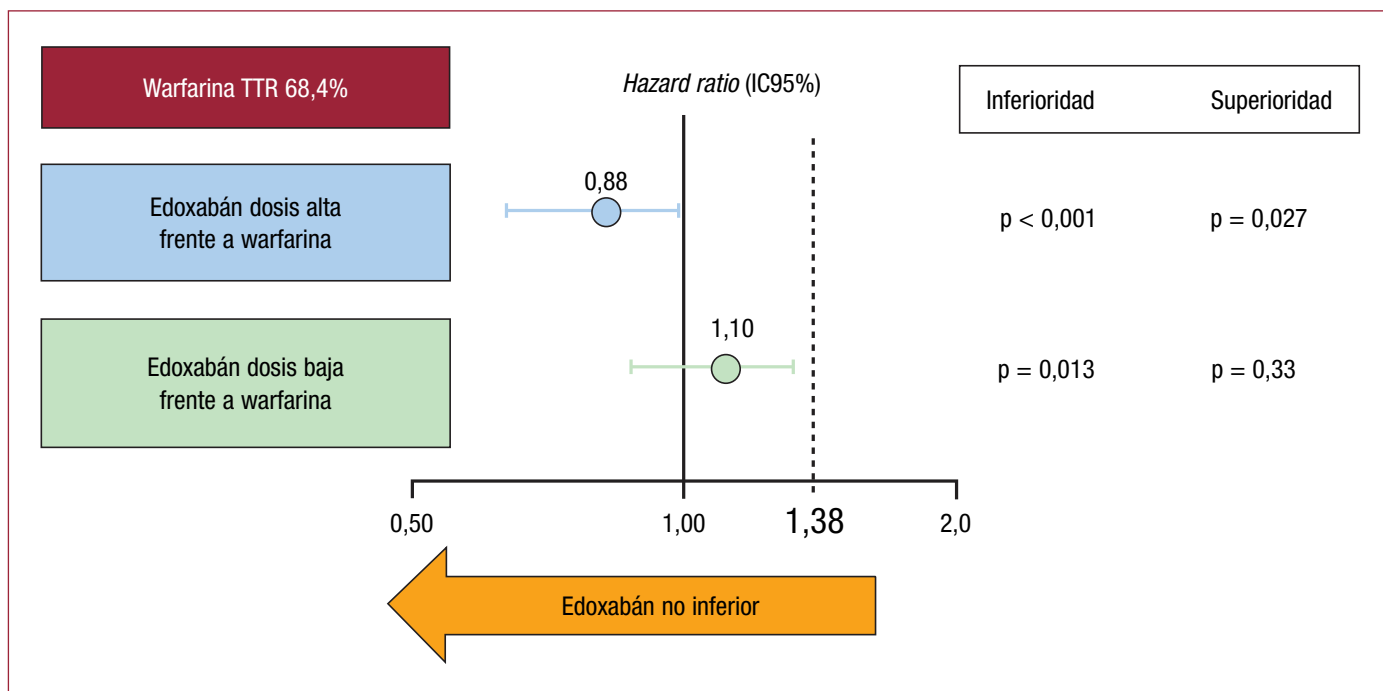 Warfarina TTR 68,4%
Hazard ratio (IC95%)
Inferioridad Superioridad
Edoxabán dosis alta
frente a warfarina
0,88
p < 0,001 p = 0,027
Edoxabán dosis baja
frente a warfarina
1,10
p = 0,013 p = 0,33
0,50 1,00 1,38 2,0
Edoxabán no inferior